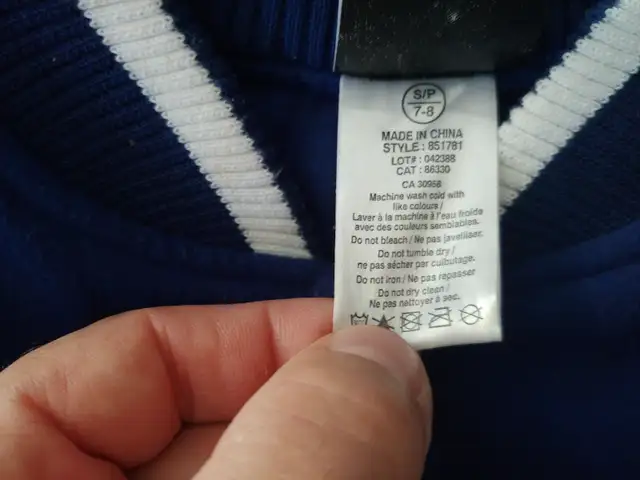 S/P
7-8
MADE IN CHINA
STYLE : 851781
LOT# : 042388
CAT : 86330
CA 30958
Machine wash cold with
like colours /
Laver à la machine à l'eau froide
avec des couleurs semblables.
Do not bleach / Ne pas javelliser.
Do not tumble dry /
ne pas sécher par culbutage.
Do not iron / Ne pas repasser
Do not dry clean /
Ne pas nettoyer à sec.